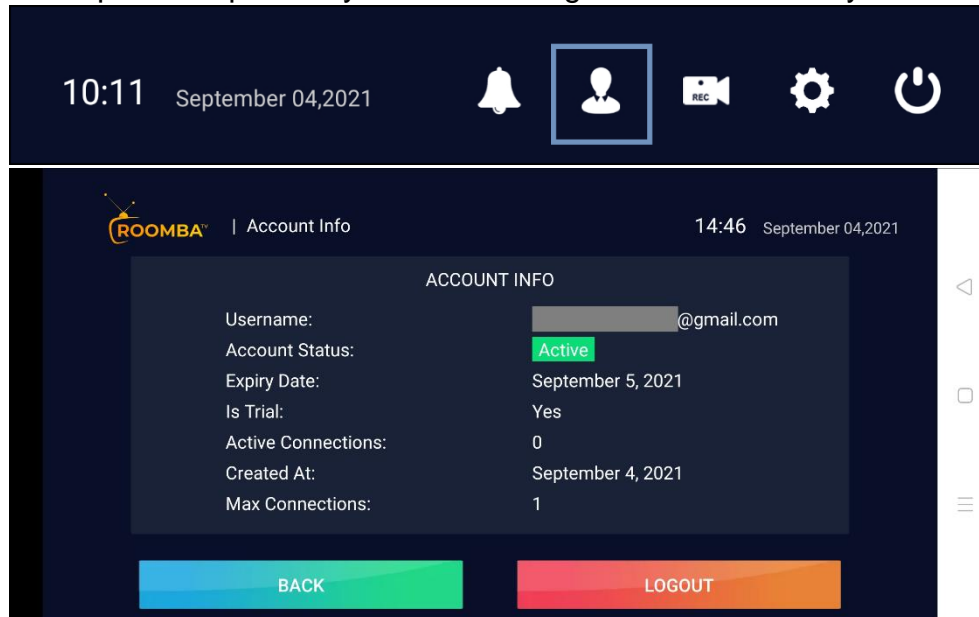 10:11 September 04,2021
REC
ROOMBA TV | Account Info 14:46 September 04,2021
ACCOUNT INFO
Username: @gmail.com
Account Status: Active
Expiry Date: September 5, 2021
Is Trial: Yes
Active Connections: 0
Created At: September 4, 2021
Max Connections: 1
BACK LOGOUT